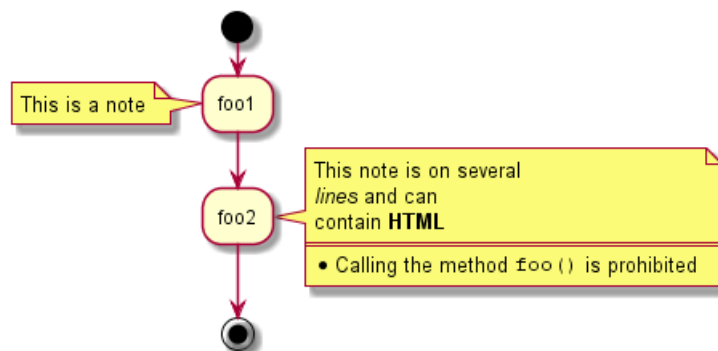 This is a note
foo1
This note is on several
lines and can
contain HTML
foo2
• Calling the method foo() is prohibited